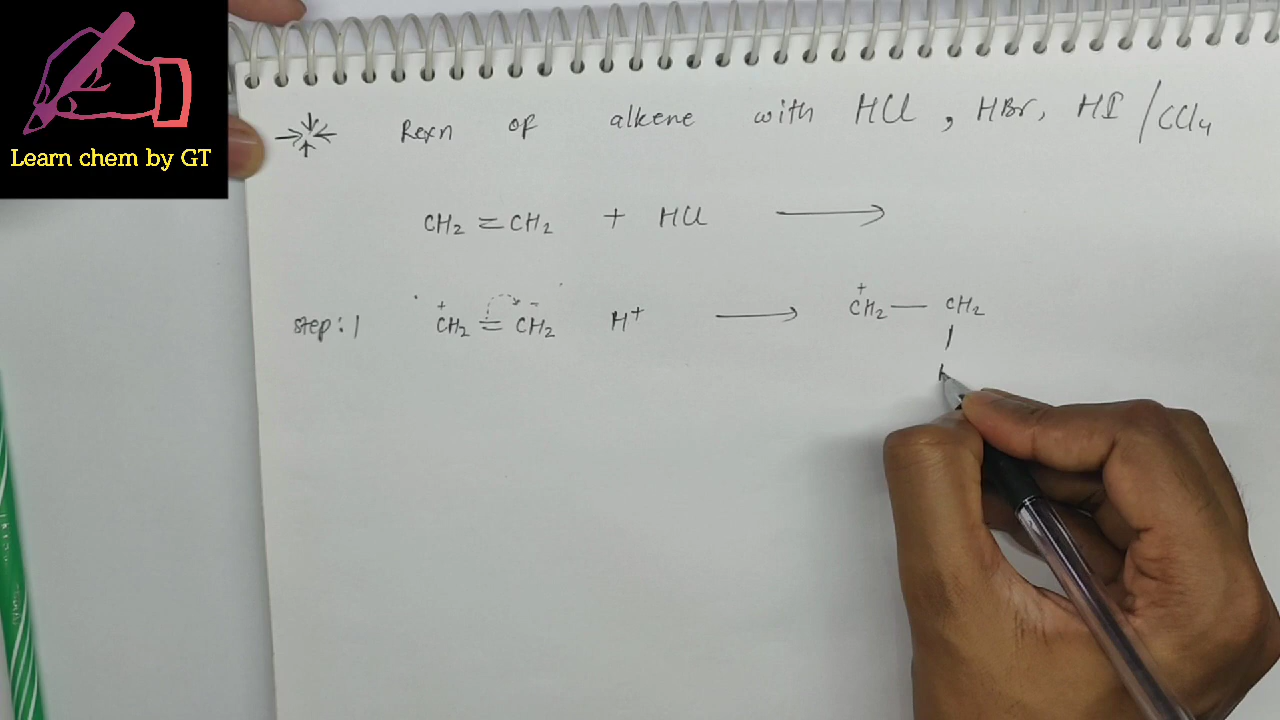 Learn chem by GT
Rexn of alkene with HCl, HBr, HI / CCl4
CH2 = CH2 + HCl ⟶
step: 1 +CH2 = -CH2 H+ ⟶ +CH2 — CH2
|